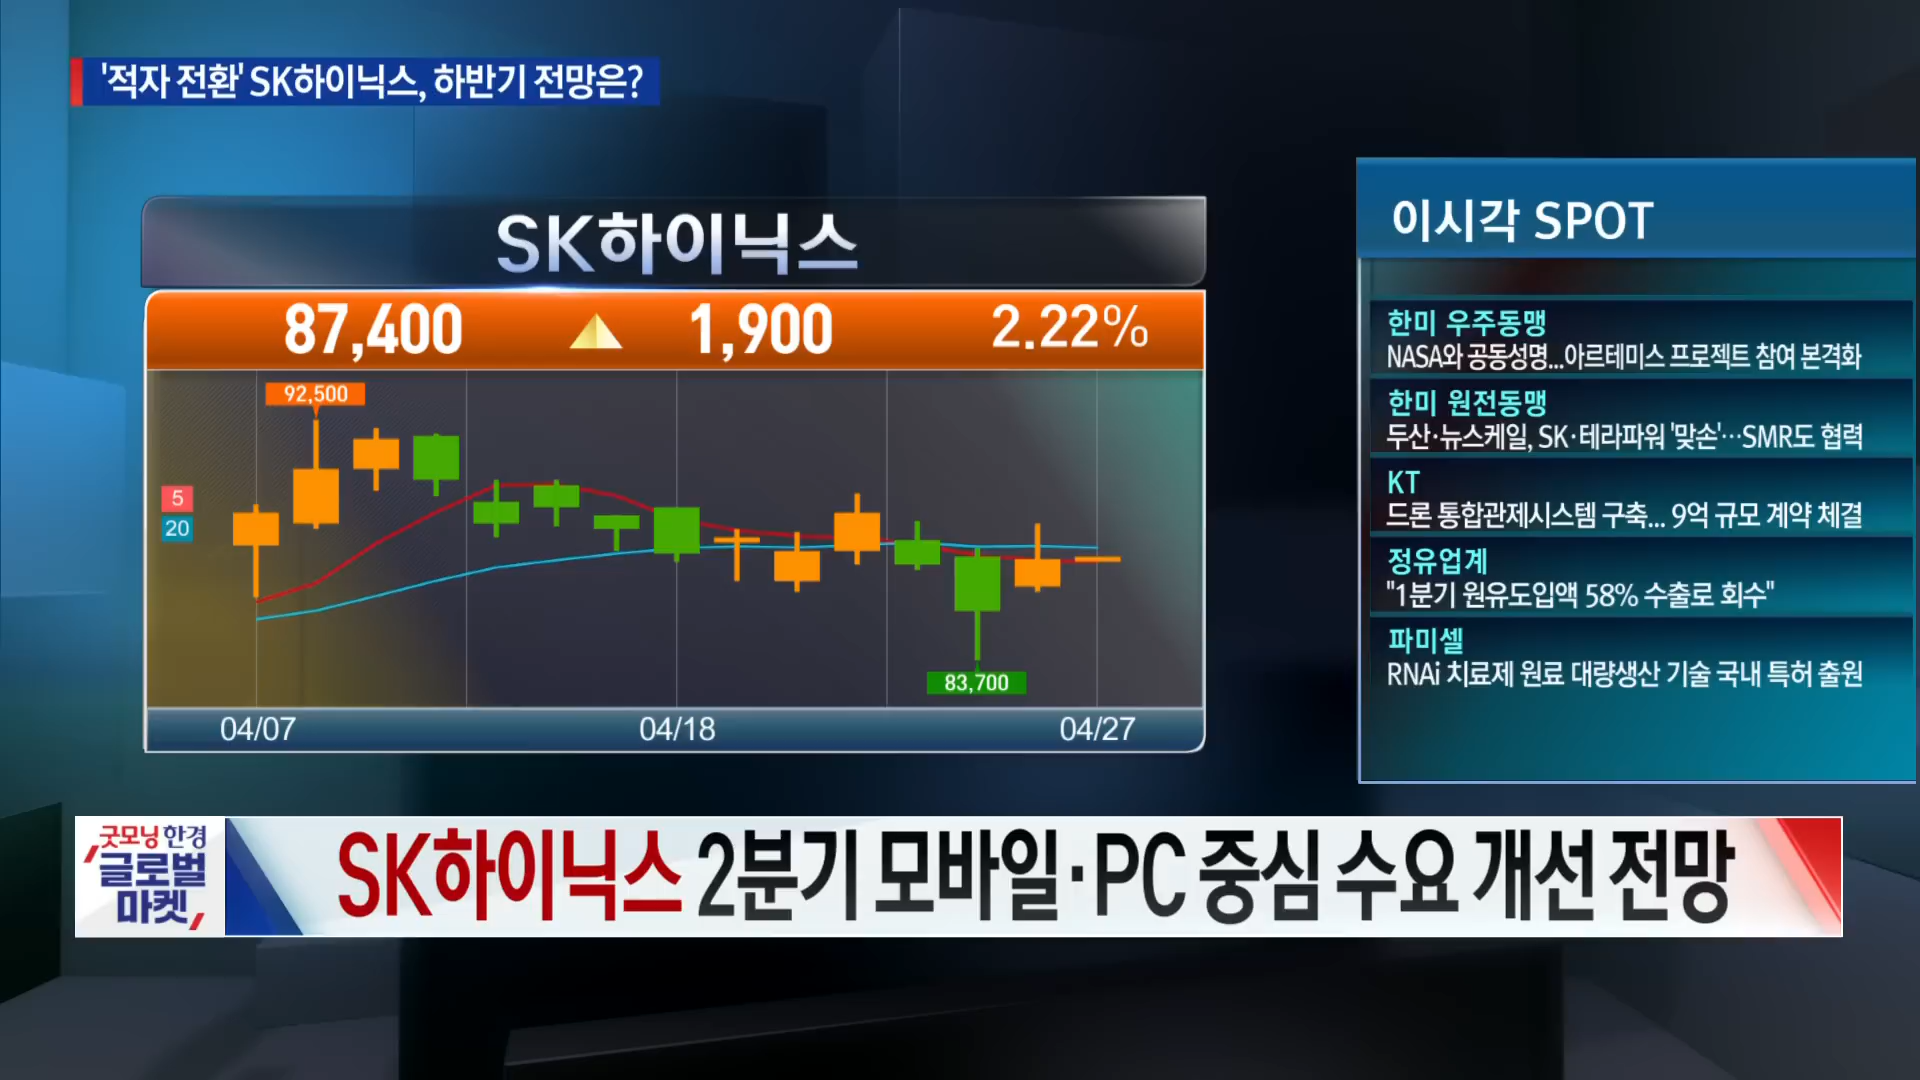 '적자 전환' SK하이닉스, 하반기 전망은?
SK하이닉스
87,400 ▲ 1,900 2.22%
92,500
5
20
83,700
04/07 04/18 04/27
이시각 SPOT
한미 우주동맹
NASA와 공동성명...아르테미스 프로젝트 참여 본격화
한미 원전동맹
두산·뉴스케일, SK·테라파워 '맞손'…SMR도 협력
KT
드론 통합관제시스템 구축... 9억 규모 계약 체결
정유업계
"1분기 원유도입액 58% 수출로 회수"
파미셀
RNAi 치료제 원료 대량생산 기술 국내 특허 출원
굿모닝 한경
글로벌
마켓
SK하이닉스 2분기 모바일·PC 중심 수요 개선 전망